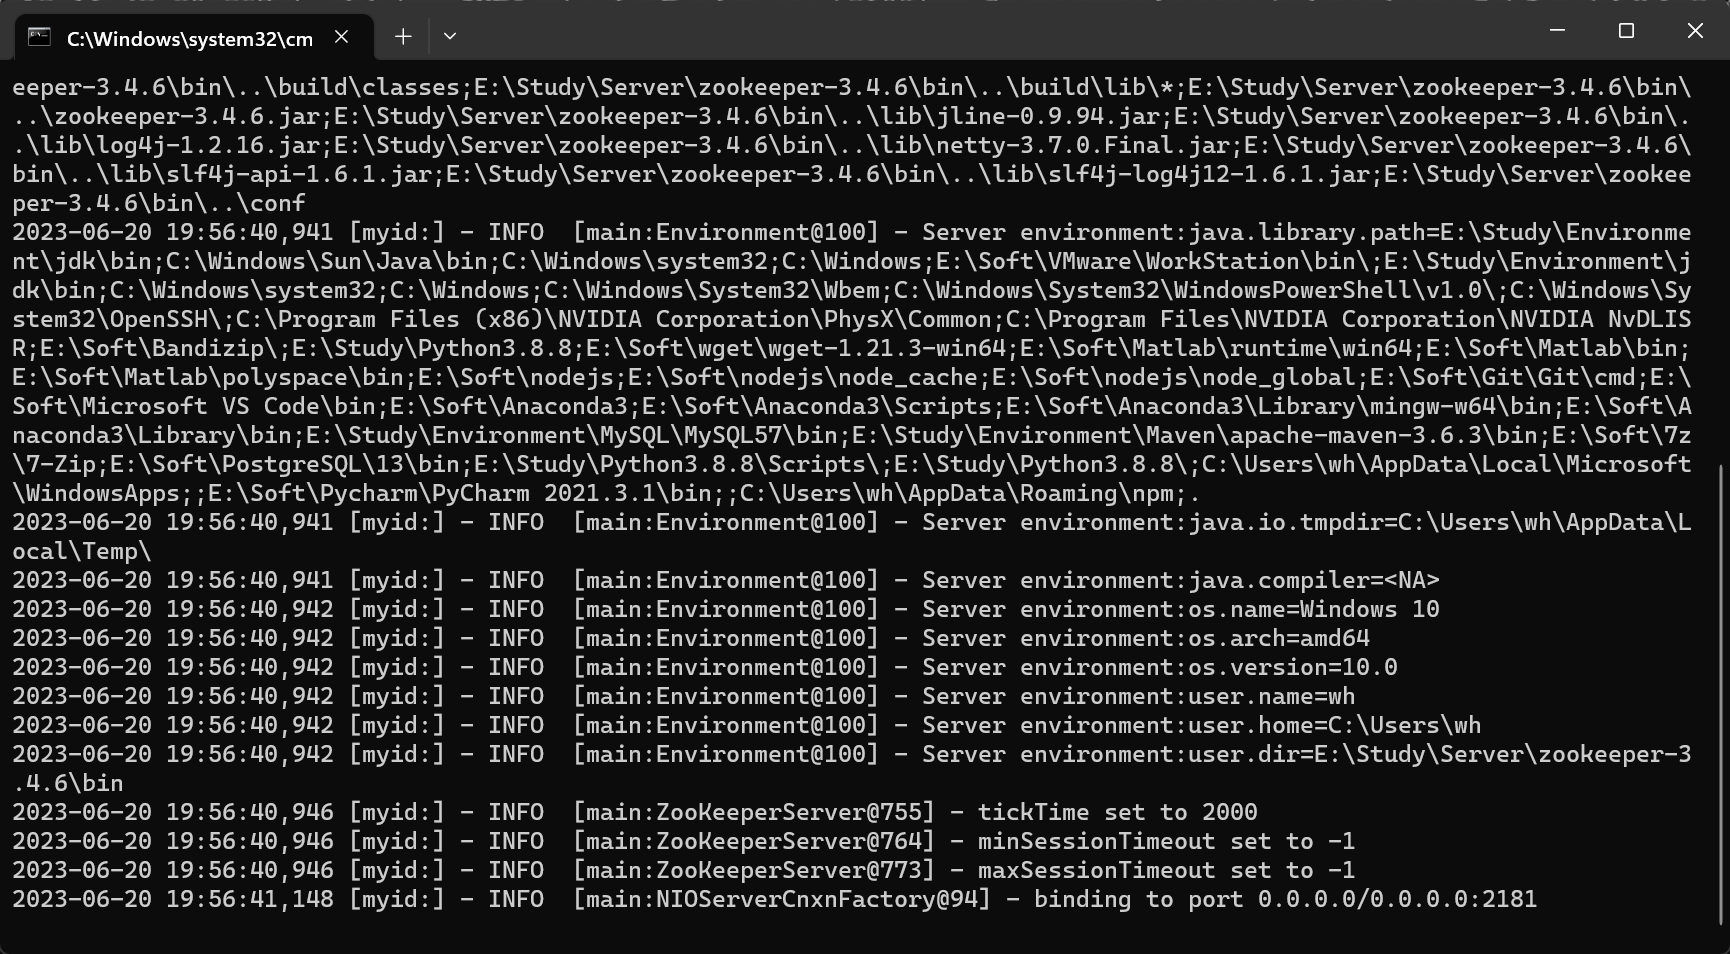 C:\Windows\system32\cm
eeper-3.4.6\bin\..\build\classes;E:\Study\Server\zookeeper-3.4.6\bin\..\build\lib\*;E:\Study\Server\zookeeper-3.4.6\bin\
..\zookeeper-3.4.6.jar;E:\Study\Server\zookeeper-3.4.6\bin\..\lib\jline-0.9.94.jar;E:\Study\Server\zookeeper-3.4.6\bin\.
.\lib\log4j-1.2.16.jar;E:\Study\Server\zookeeper-3.4.6\bin\..\lib\netty-3.7.0.Final.jar;E:\Study\Server\zookeeper-3.4.6\
bin\..\lib\slf4j-api-1.6.1.jar;E:\Study\Server\zookeeper-3.4.6\bin\..\lib\slf4j-log4j12-1.6.1.jar;E:\Study\Server\zookee
per-3.4.6\bin\..\conf
2023-06-20 19:56:40,941 [myid:] - INFO  [main:Environment@100] - Server environment:java.library.path=E:\Study\Environme
nt\jdk\bin;C:\Windows\Sun\Java\bin;C:\Windows\system32;C:\Windows;E:\Soft\VMware\WorkStation\bin\;E:\Study\Environment\j
dk\bin;C:\Windows\system32;C:\Windows;C:\Windows\System32\Wbem;C:\Windows\System32\WindowsPowerShell\v1.0\;C:\Windows\Sy
stem32\OpenSSH\;C:\Program Files (x86)\NVIDIA Corporation\PhysX\Common;C:\Program Files\NVIDIA Corporation\NVIDIA NvDLIS
R;E:\Soft\Bandizip\;E:\Study\Python3.8.8;E:\Soft\wget\wget-1.21.3-win64;E:\Soft\Matlab\runtime\win64;E:\Soft\Matlab\bin;
E:\Soft\Matlab\polyspace\bin;E:\Soft\nodejs;E:\Soft\nodejs\node_cache;E:\Soft\nodejs\node_global;E:\Soft\Git\Git\cmd;E:\
Soft\Microsoft VS Code\bin;E:\Soft\Anaconda3;E:\Soft\Anaconda3\Scripts;E:\Soft\Anaconda3\Library\mingw-w64\bin;E:\Soft\A
naconda3\Library\bin;E:\Study\Environment\MySQL\MySQL57\bin;E:\Study\Environment\Maven\apache-maven-3.6.3\bin;E:\Soft\7z
\7-Zip;E:\Soft\PostgreSQL\13\bin;E:\Study\Python3.8.8\Scripts\;E:\Study\Python3.8.8\;C:\Users\wh\AppData\Local\Microsoft
\WindowsApps;;E:\Soft\Pycharm\PyCharm 2021.3.1\bin;;C:\Users\wh\AppData\Roaming\npm;.
2023-06-20 19:56:40,941 [myid:] - INFO  [main:Environment@100] - Server environment:java.io.tmpdir=C:\Users\wh\AppData\L
ocal\Temp\
2023-06-20 19:56:40,941 [myid:] - INFO  [main:Environment@100] - Server environment:java.compiler=<NA>
2023-06-20 19:56:40,942 [myid:] - INFO  [main:Environment@100] - Server environment:os.name=Windows 10
2023-06-20 19:56:40,942 [myid:] - INFO  [main:Environment@100] - Server environment:os.arch=amd64
2023-06-20 19:56:40,942 [myid:] - INFO  [main:Environment@100] - Server environment:os.version=10.0
2023-06-20 19:56:40,942 [myid:] - INFO  [main:Environment@100] - Server environment:user.name=wh
2023-06-20 19:56:40,942 [myid:] - INFO  [main:Environment@100] - Server environment:user.home=C:\Users\wh
2023-06-20 19:56:40,942 [myid:] - INFO  [main:Environment@100] - Server environment:user.dir=E:\Study\Server\zookeeper-3
.4.6\bin
2023-06-20 19:56:40,946 [myid:] - INFO  [main:ZooKeeperServer@755] - tickTime set to 2000
2023-06-20 19:56:40,946 [myid:] - INFO  [main:ZooKeeperServer@764] - minSessionTimeout set to -1
2023-06-20 19:56:40,946 [myid:] - INFO  [main:ZooKeeperServer@773] - maxSessionTimeout set to -1
2023-06-20 19:56:41,148 [myid:] - INFO  [main:NIOServerCnxnFactory@94] - binding to port 0.0.0.0/0.0.0.0:2181